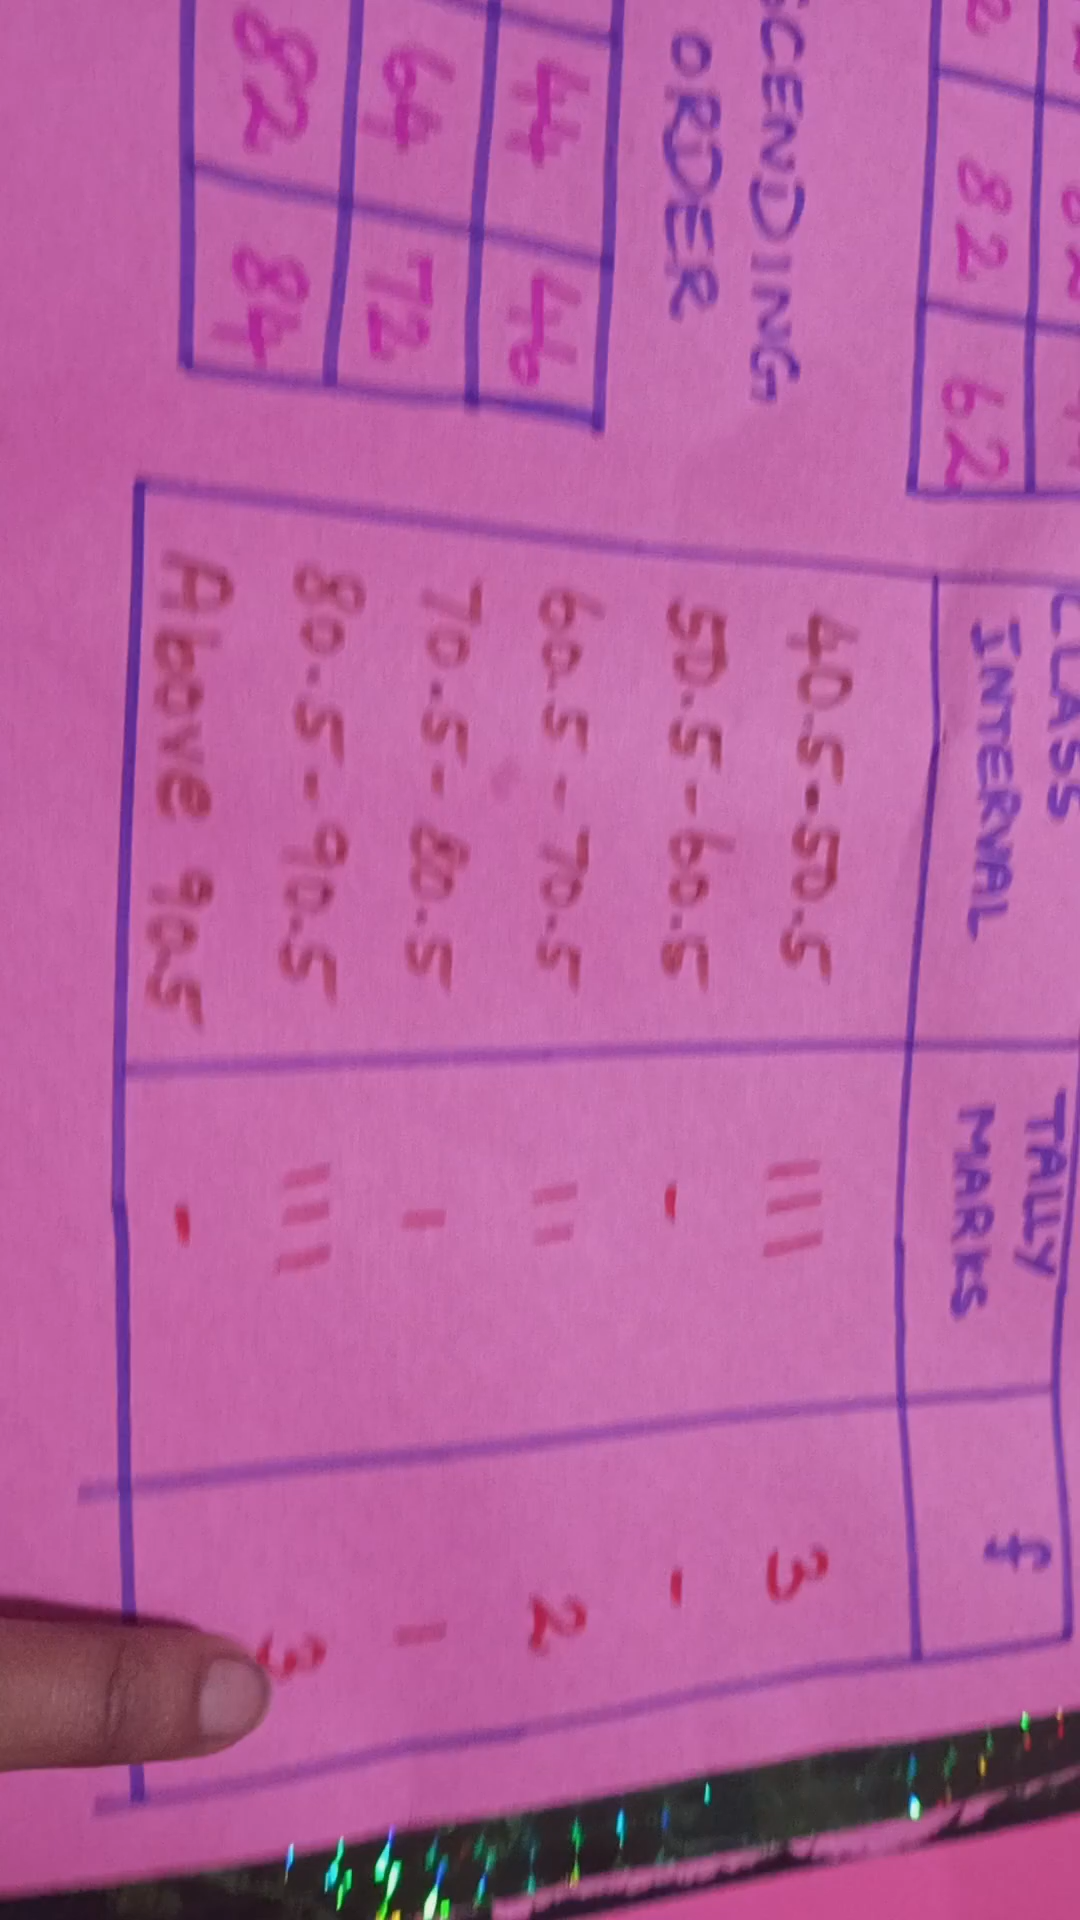 82 62
CENDING
ORDER
44 46
64 72
82 84
CLASS INTERVAL TALLY MARKS f
40.5-50.5 ||| 3
50.5-60.5 - -
60.5-70.5 || 2
70.5-80.5 | 1
80.5-90.5 ||| 3
Above 90.5 -